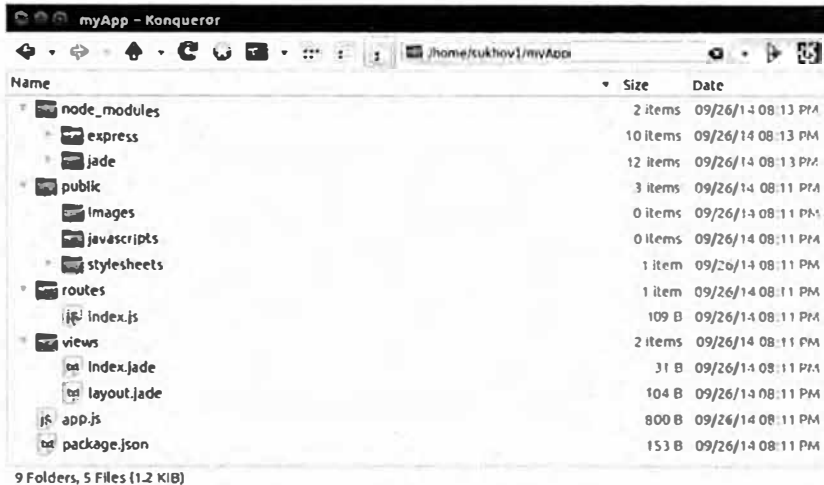 myApp – Konqueror
/home/sukhov1/myApp
Name Size Date
node_modules 2 items 09/26/14 08:13 PM
express 10 items 09/26/14 08:13 PM
jade 12 items 09/26/14 08:13 PM
public 3 items 09/26/14 08:11 PM
images 0 items 09/26/14 08:11 PM
javascripts 0 items 09/26/14 08:11 PM
stylesheets 1 item 09/26/14 08:11 PM
routes 1 item 09/26/14 08:11 PM
js index.js 109 B 09/26/14 08:11 PM
views 2 items 09/26/14 08:11 PM
txt index.jade 31 B 09/26/14 08:11 PM
txt layout.jade 104 B 09/26/14 08:11 PM
js app.js 800 B 09/26/14 08:11 PM
txt package.json 153 B 09/26/14 08:11 PM
9 Folders, 5 Files (1.2 KiB)